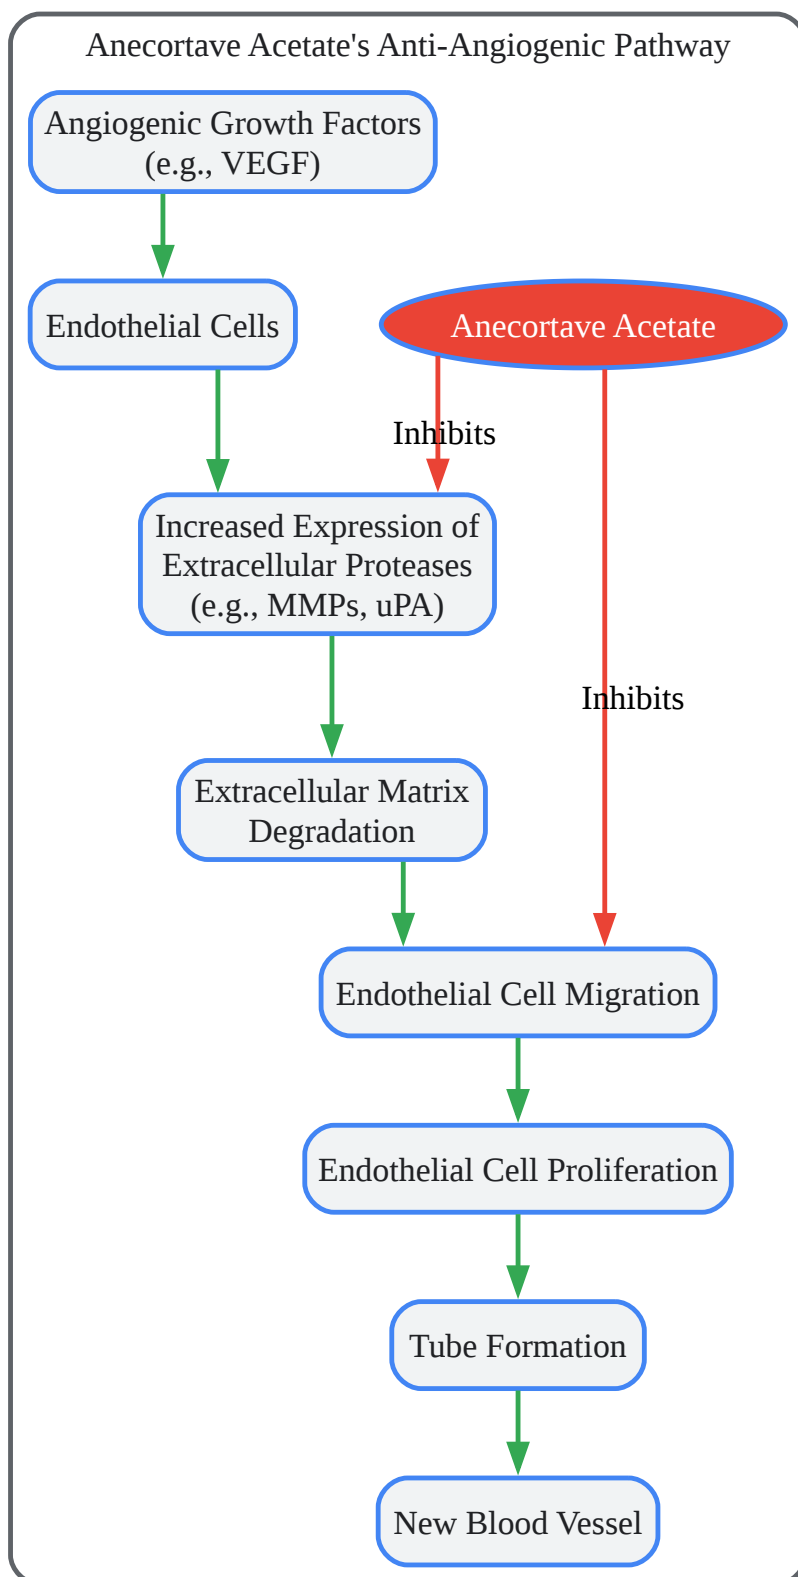 Anecortave Acetate's Anti-Angiogenic Pathway
Angiogenic Growth Factors
(e.g., VEGF)
Endothelial Cells
Anecortave Acetate
Inhibits
Increased Expression of
Extracellular Proteases
(e.g., MMPs, uPA)
Inhibits
Extracellular Matrix
Degradation
Endothelial Cell Migration
Endothelial Cell Proliferation
Tube Formation
New Blood Vessel